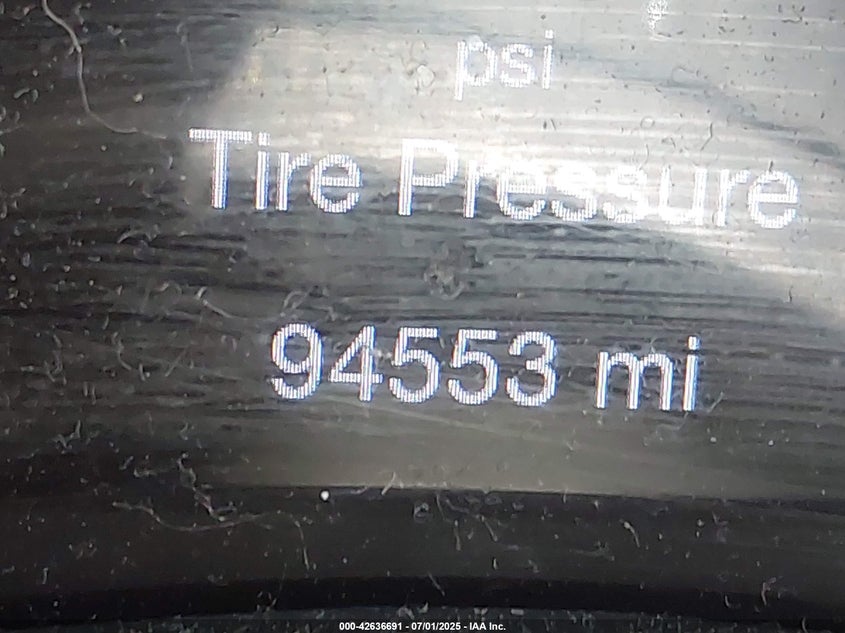 psi
Tire Pressure
94553 mi
000-42636691 - 07/01/2025 - IAA Inc.